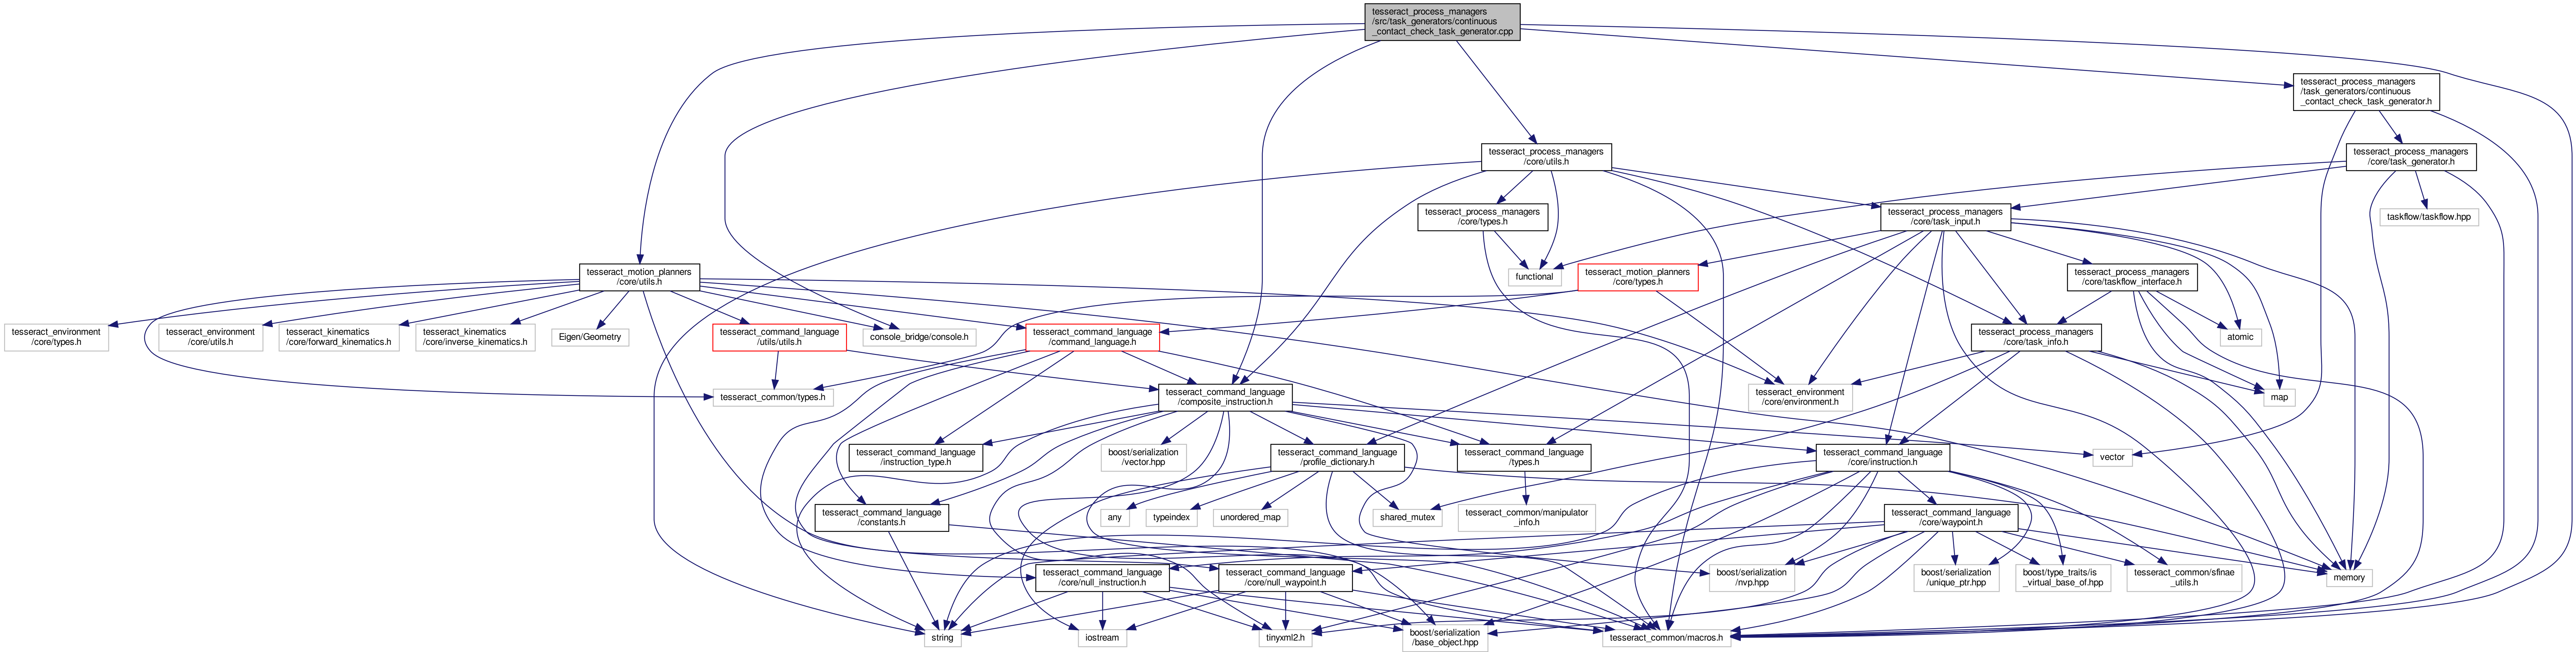 tesseract_process_managers
/src/task_generators/continuous
_contact_check_task_generator.cpp
tesseract_process_managers
/task_generators/continuous
_contact_check_task_generator.h
tesseract_process_managers
/core/utils.h
tesseract_process_managers
/core/task_generator.h
tesseract_process_managers
/core/types.h
tesseract_process_managers
/core/task_input.h
taskflow/taskflow.hpp
tesseract_motion_planners
/core/utils.h
functional
tesseract_motion_planners
/core/types.h
tesseract_process_managers
/core/taskflow_interface.h
tesseract_environment
/core/types.h
tesseract_environment
/core/utils.h
tesseract_kinematics
/core/forward_kinematics.h
tesseract_kinematics
/core/inverse_kinematics.h
Eigen/Geometry
tesseract_command_language
/utils/utils.h
console_bridge/console.h
tesseract_command_language
/command_language.h
tesseract_process_managers
/core/task_info.h
atomic
tesseract_common/types.h
tesseract_command_language
/composite_instruction.h
tesseract_environment
/core/environment.h
map
tesseract_command_language
/instruction_type.h
boost/serialization
/vector.hpp
tesseract_command_language
/profile_dictionary.h
tesseract_command_language
/types.h
tesseract_command_language
/core/instruction.h
vector
tesseract_command_language
/constants.h
any
typeindex
unordered_map
shared_mutex
tesseract_common/manipulator
_info.h
tesseract_command_language
/core/waypoint.h
tesseract_command_language
/core/null_instruction.h
tesseract_command_language
/core/null_waypoint.h
boost/serialization
/nvp.hpp
boost/serialization
/unique_ptr.hpp
boost/type_traits/is
_virtual_base_of.hpp
tesseract_common/sfinae
_utils.h
memory
string
iostream
tinyxml2.h
boost/serialization
/base_object.hpp
tesseract_common/macros.h